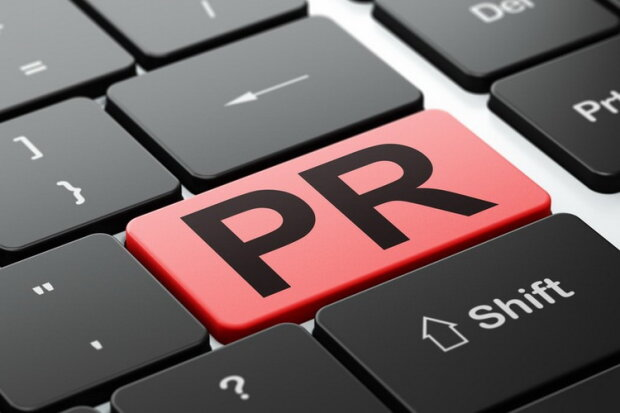 Del
=
Prt
]
}
PR
"
'
Shift
?